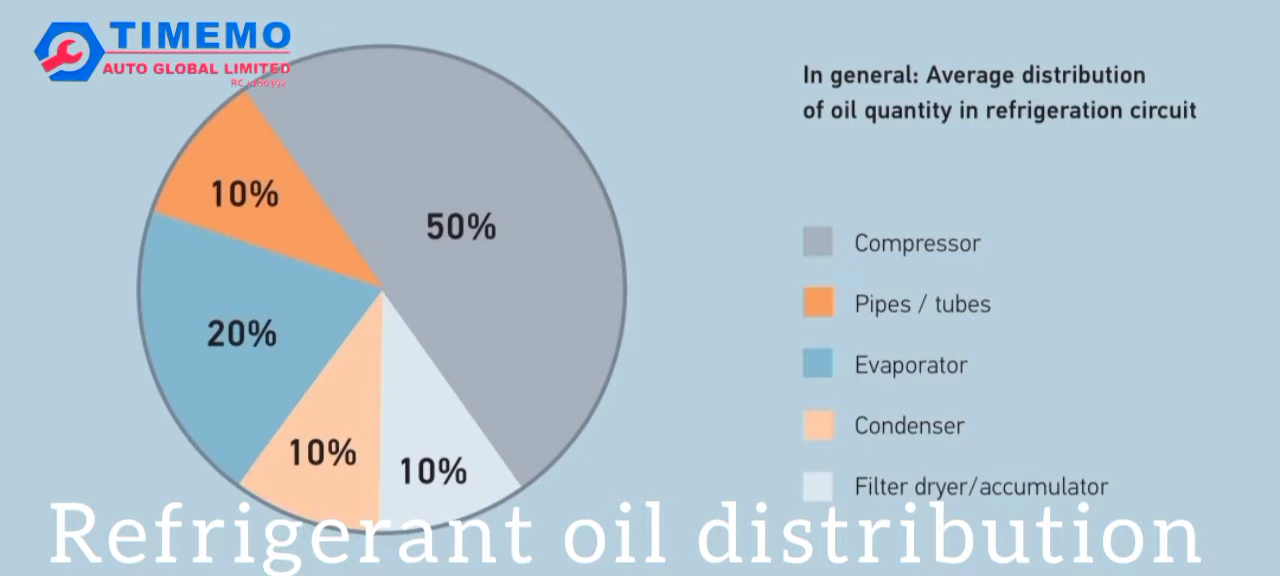 TIMEMO
AUTO GLOBAL LIMITED
In general: Average distribution
of oil quantity in refrigeration circuit
10%
50%
20%
10%
10%
Compressor
Pipes / tubes
Evaporator
Condenser
Filter dryer/accumulator
Refrigerant oil distribution